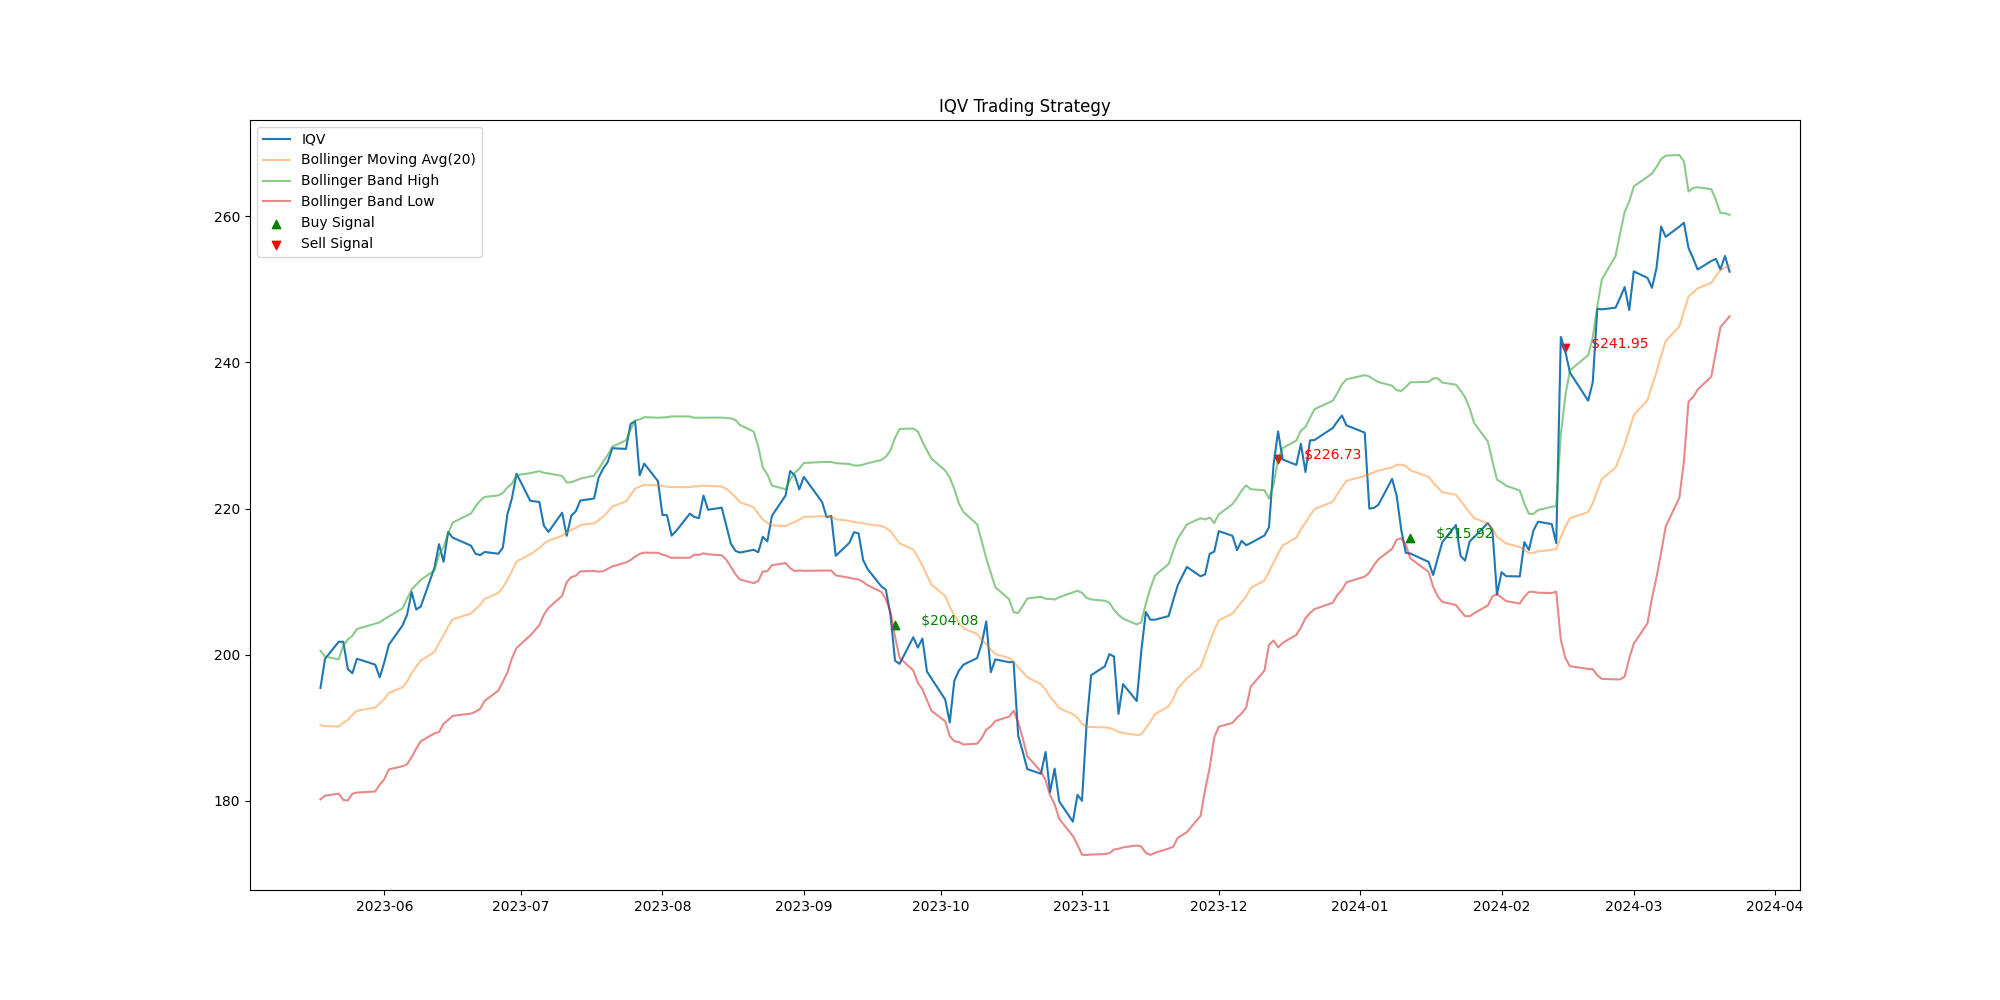 IQV Trading Strategy
IQV
Bollinger Moving Avg(20)
Bollinger Band High
Bollinger Band Low
Buy Signal
Sell Signal
260
240
220
200
180
$241.95
$226.73
$215.92
$204.08
2023-06 2023-07 2023-08 2023-09 2023-10 2023-11 2023-12 2024-01 2024-02 2024-03 2024-04